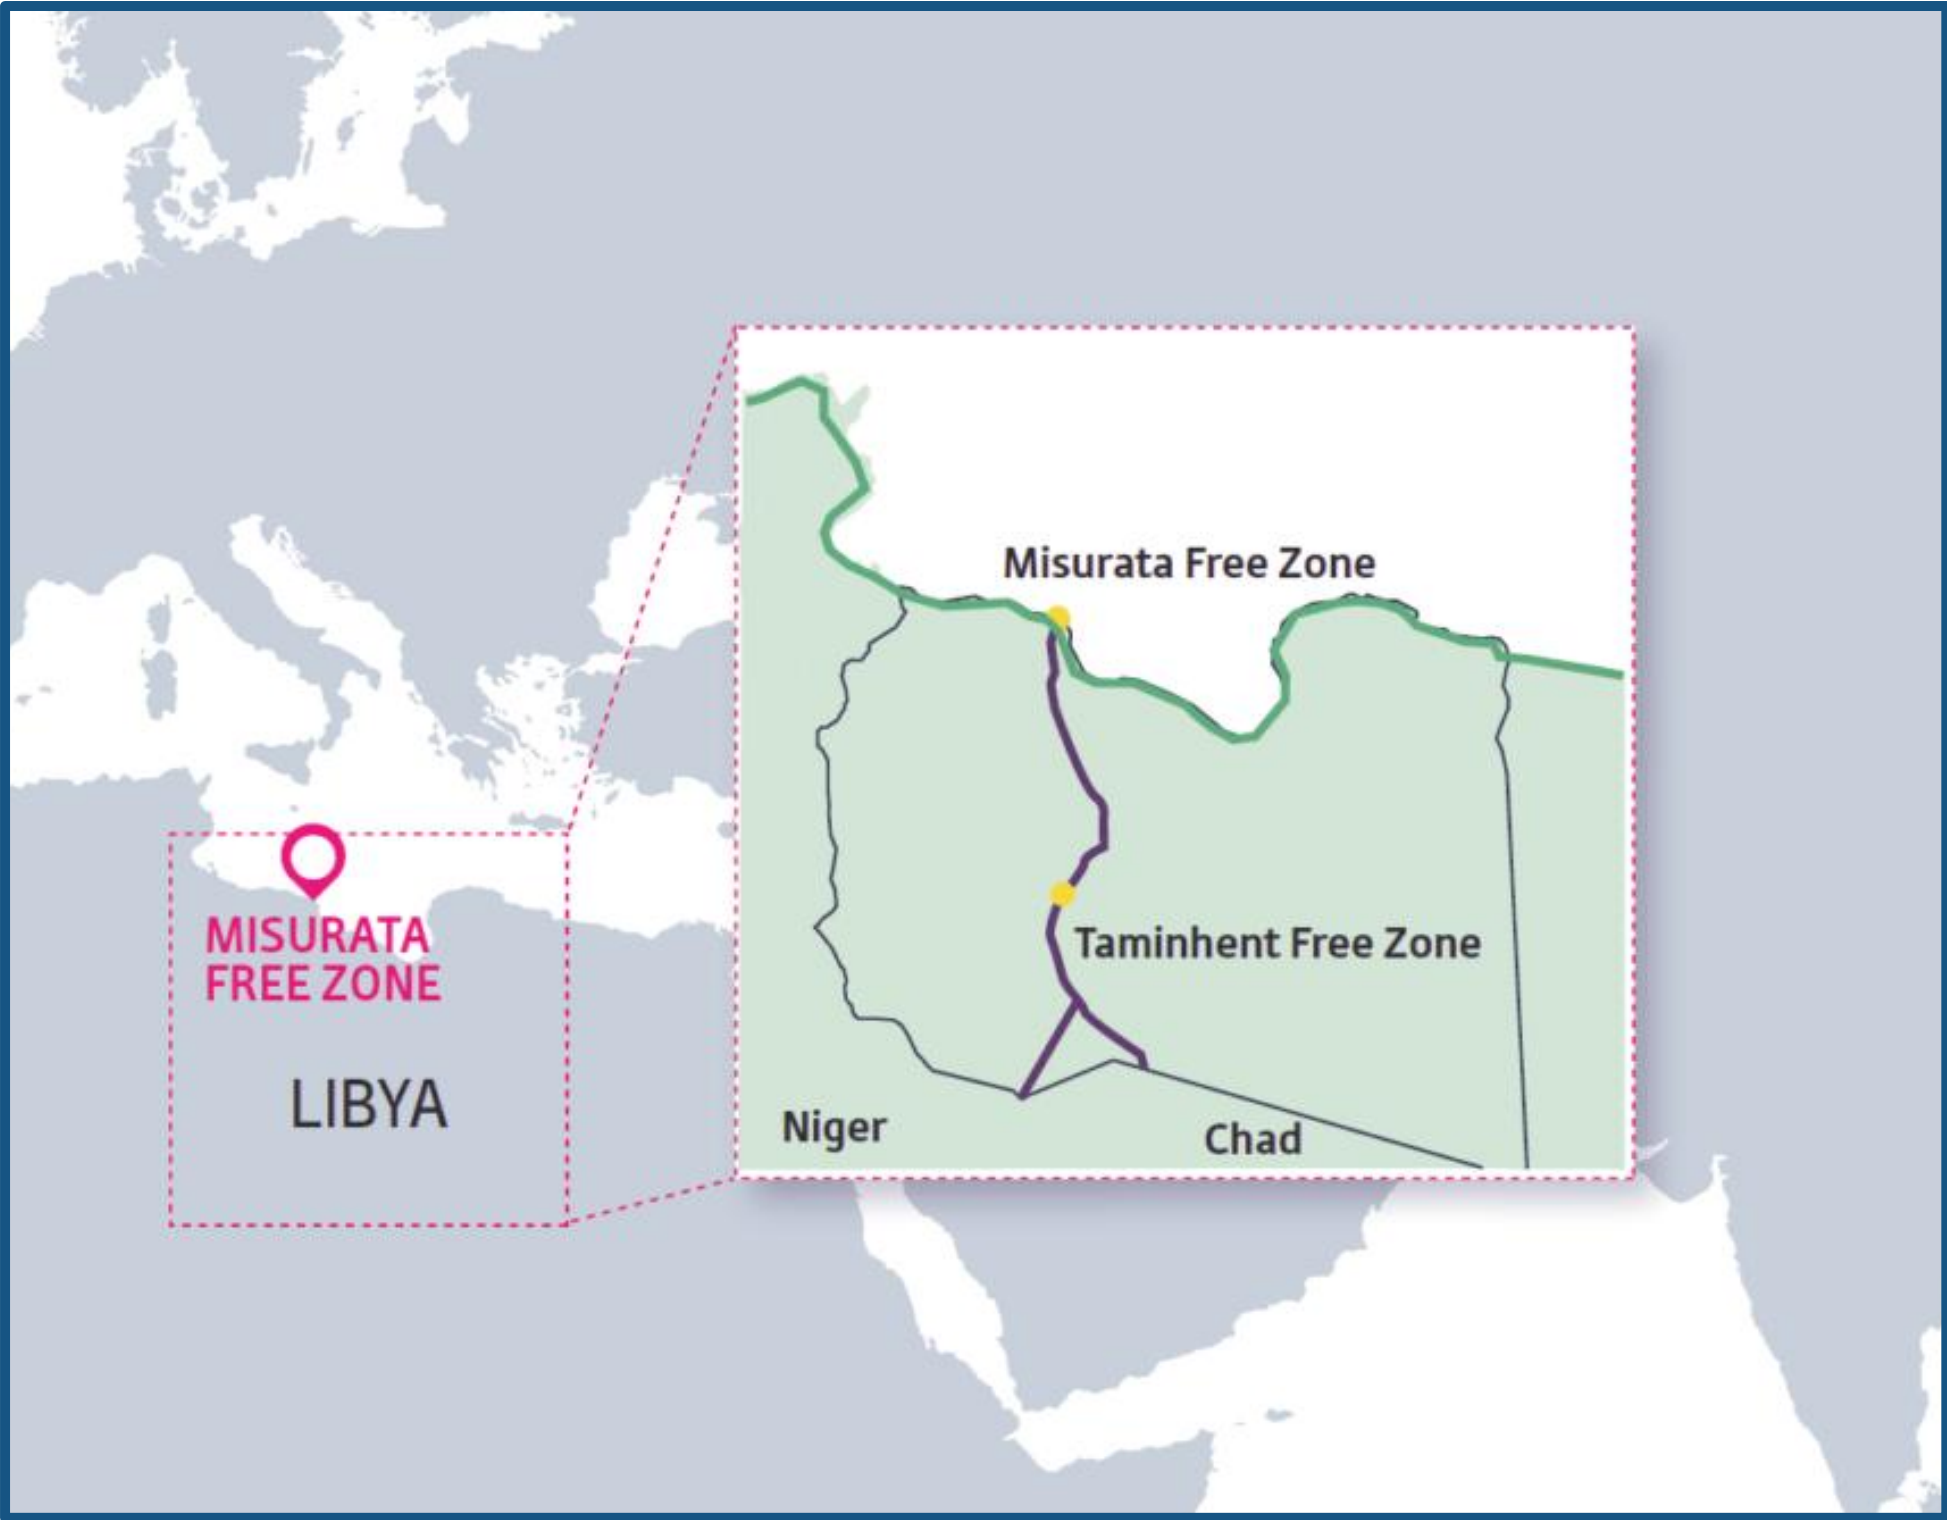 Misurata Free Zone
MISURATA
FREE ZONE
Taminhent Free Zone
LIBYA
Niger
Chad